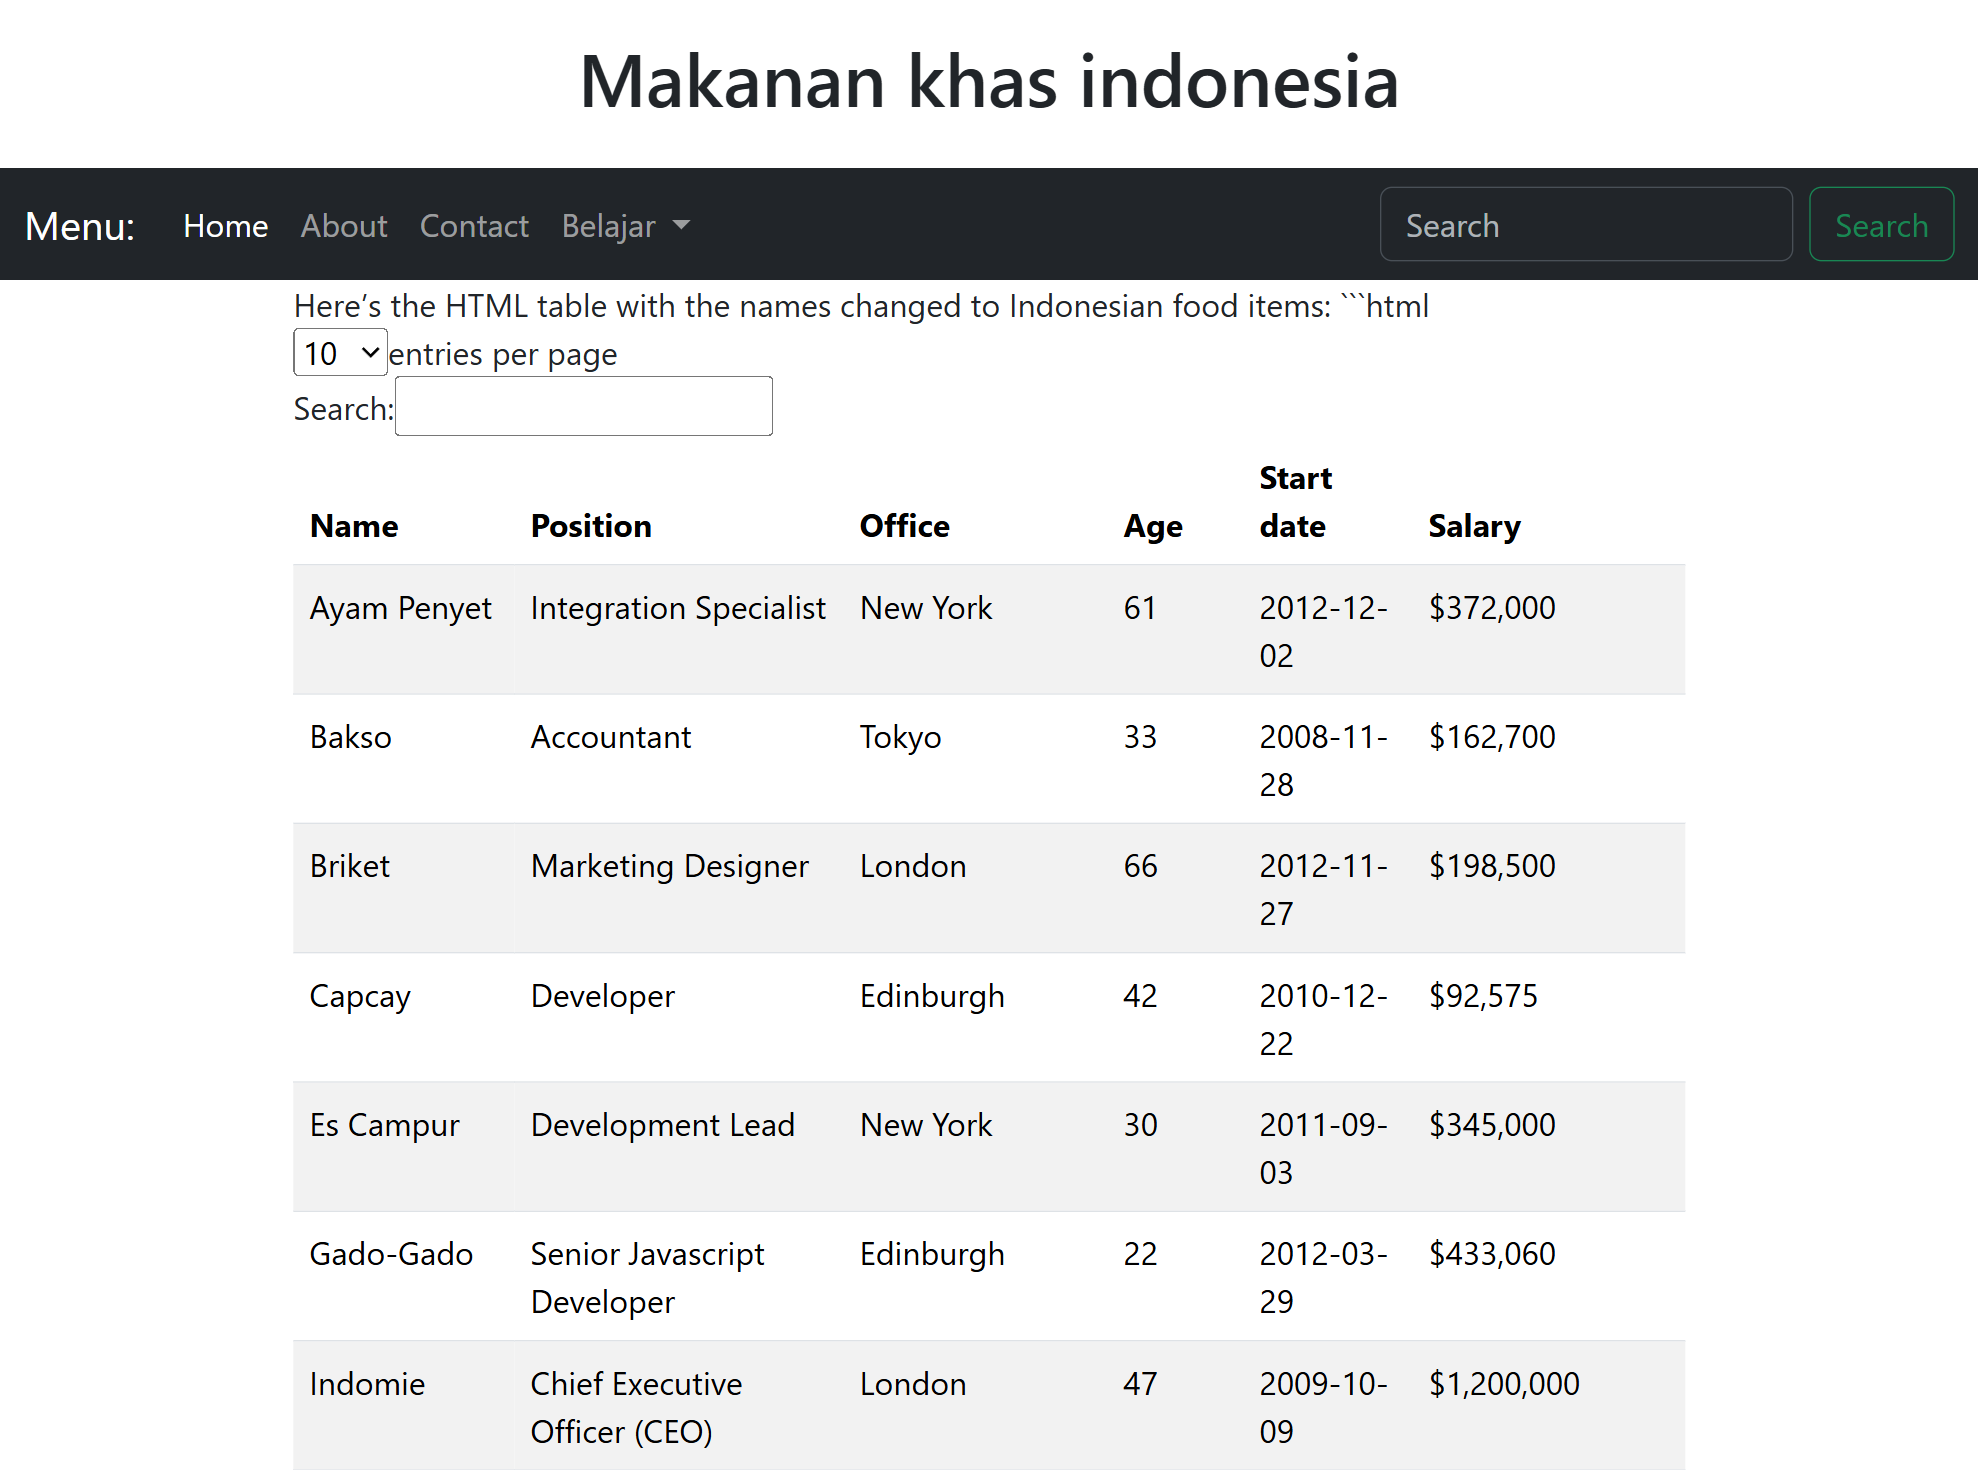 Makanan khas indonesia
Menu: Home About Contact Belajar Search Search
Here’s the HTML table with the names changed to Indonesian food items: ```html
10 entries per page
Search:
Name Position Office Age Start date Salary
Ayam Penyet Integration Specialist New York 61 2012-12-02 $372,000
Bakso Accountant Tokyo 33 2008-11-28 $162,700
Briket Marketing Designer London 66 2012-11-27 $198,500
Capcay Developer Edinburgh 42 2010-12-22 $92,575
Es Campur Development Lead New York 30 2011-09-03 $345,000
Gado-Gado Senior Javascript Developer Edinburgh 22 2012-03-29 $433,060
Indomie Chief Executive Officer (CEO) London 47 2009-10-09 $1,200,000